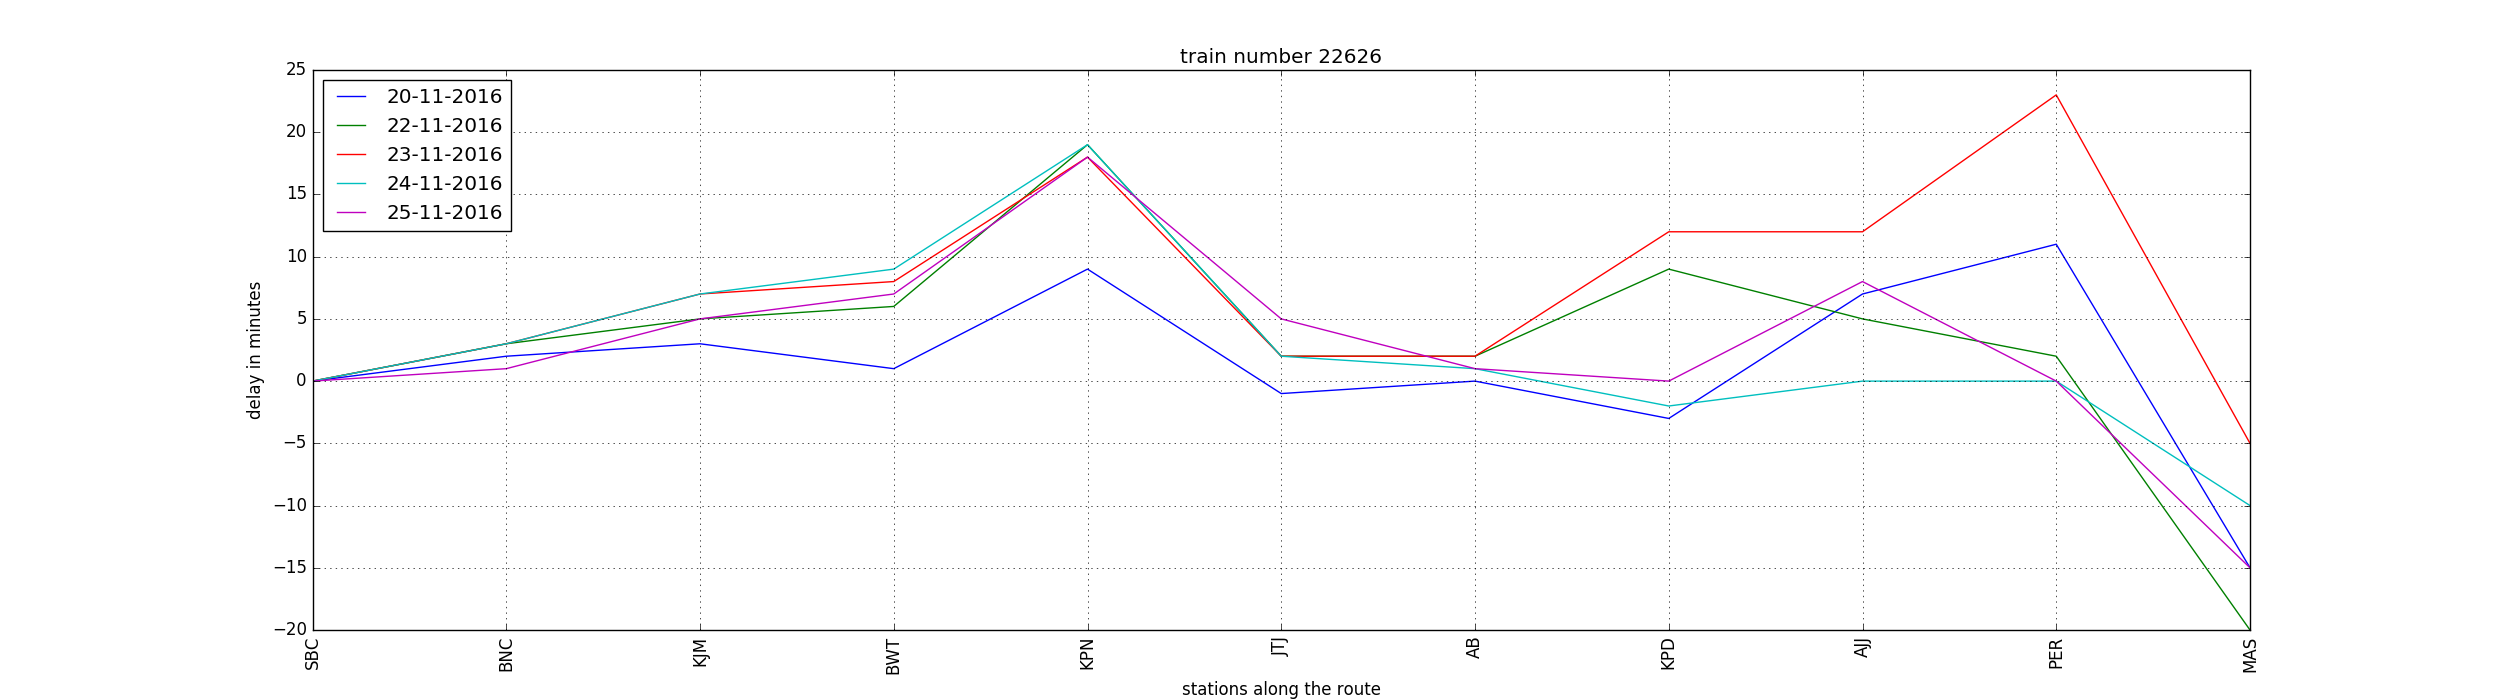 train number 22626
25
20
15
10
5
0
−5
−10
−15
−20
delay in minutes
20-11-2016
22-11-2016
23-11-2016
24-11-2016
25-11-2016
SBC
BNC
KJM
BWT
KPN
JTJ
AB
KPD
AJJ
PER
MAS
stations along the route